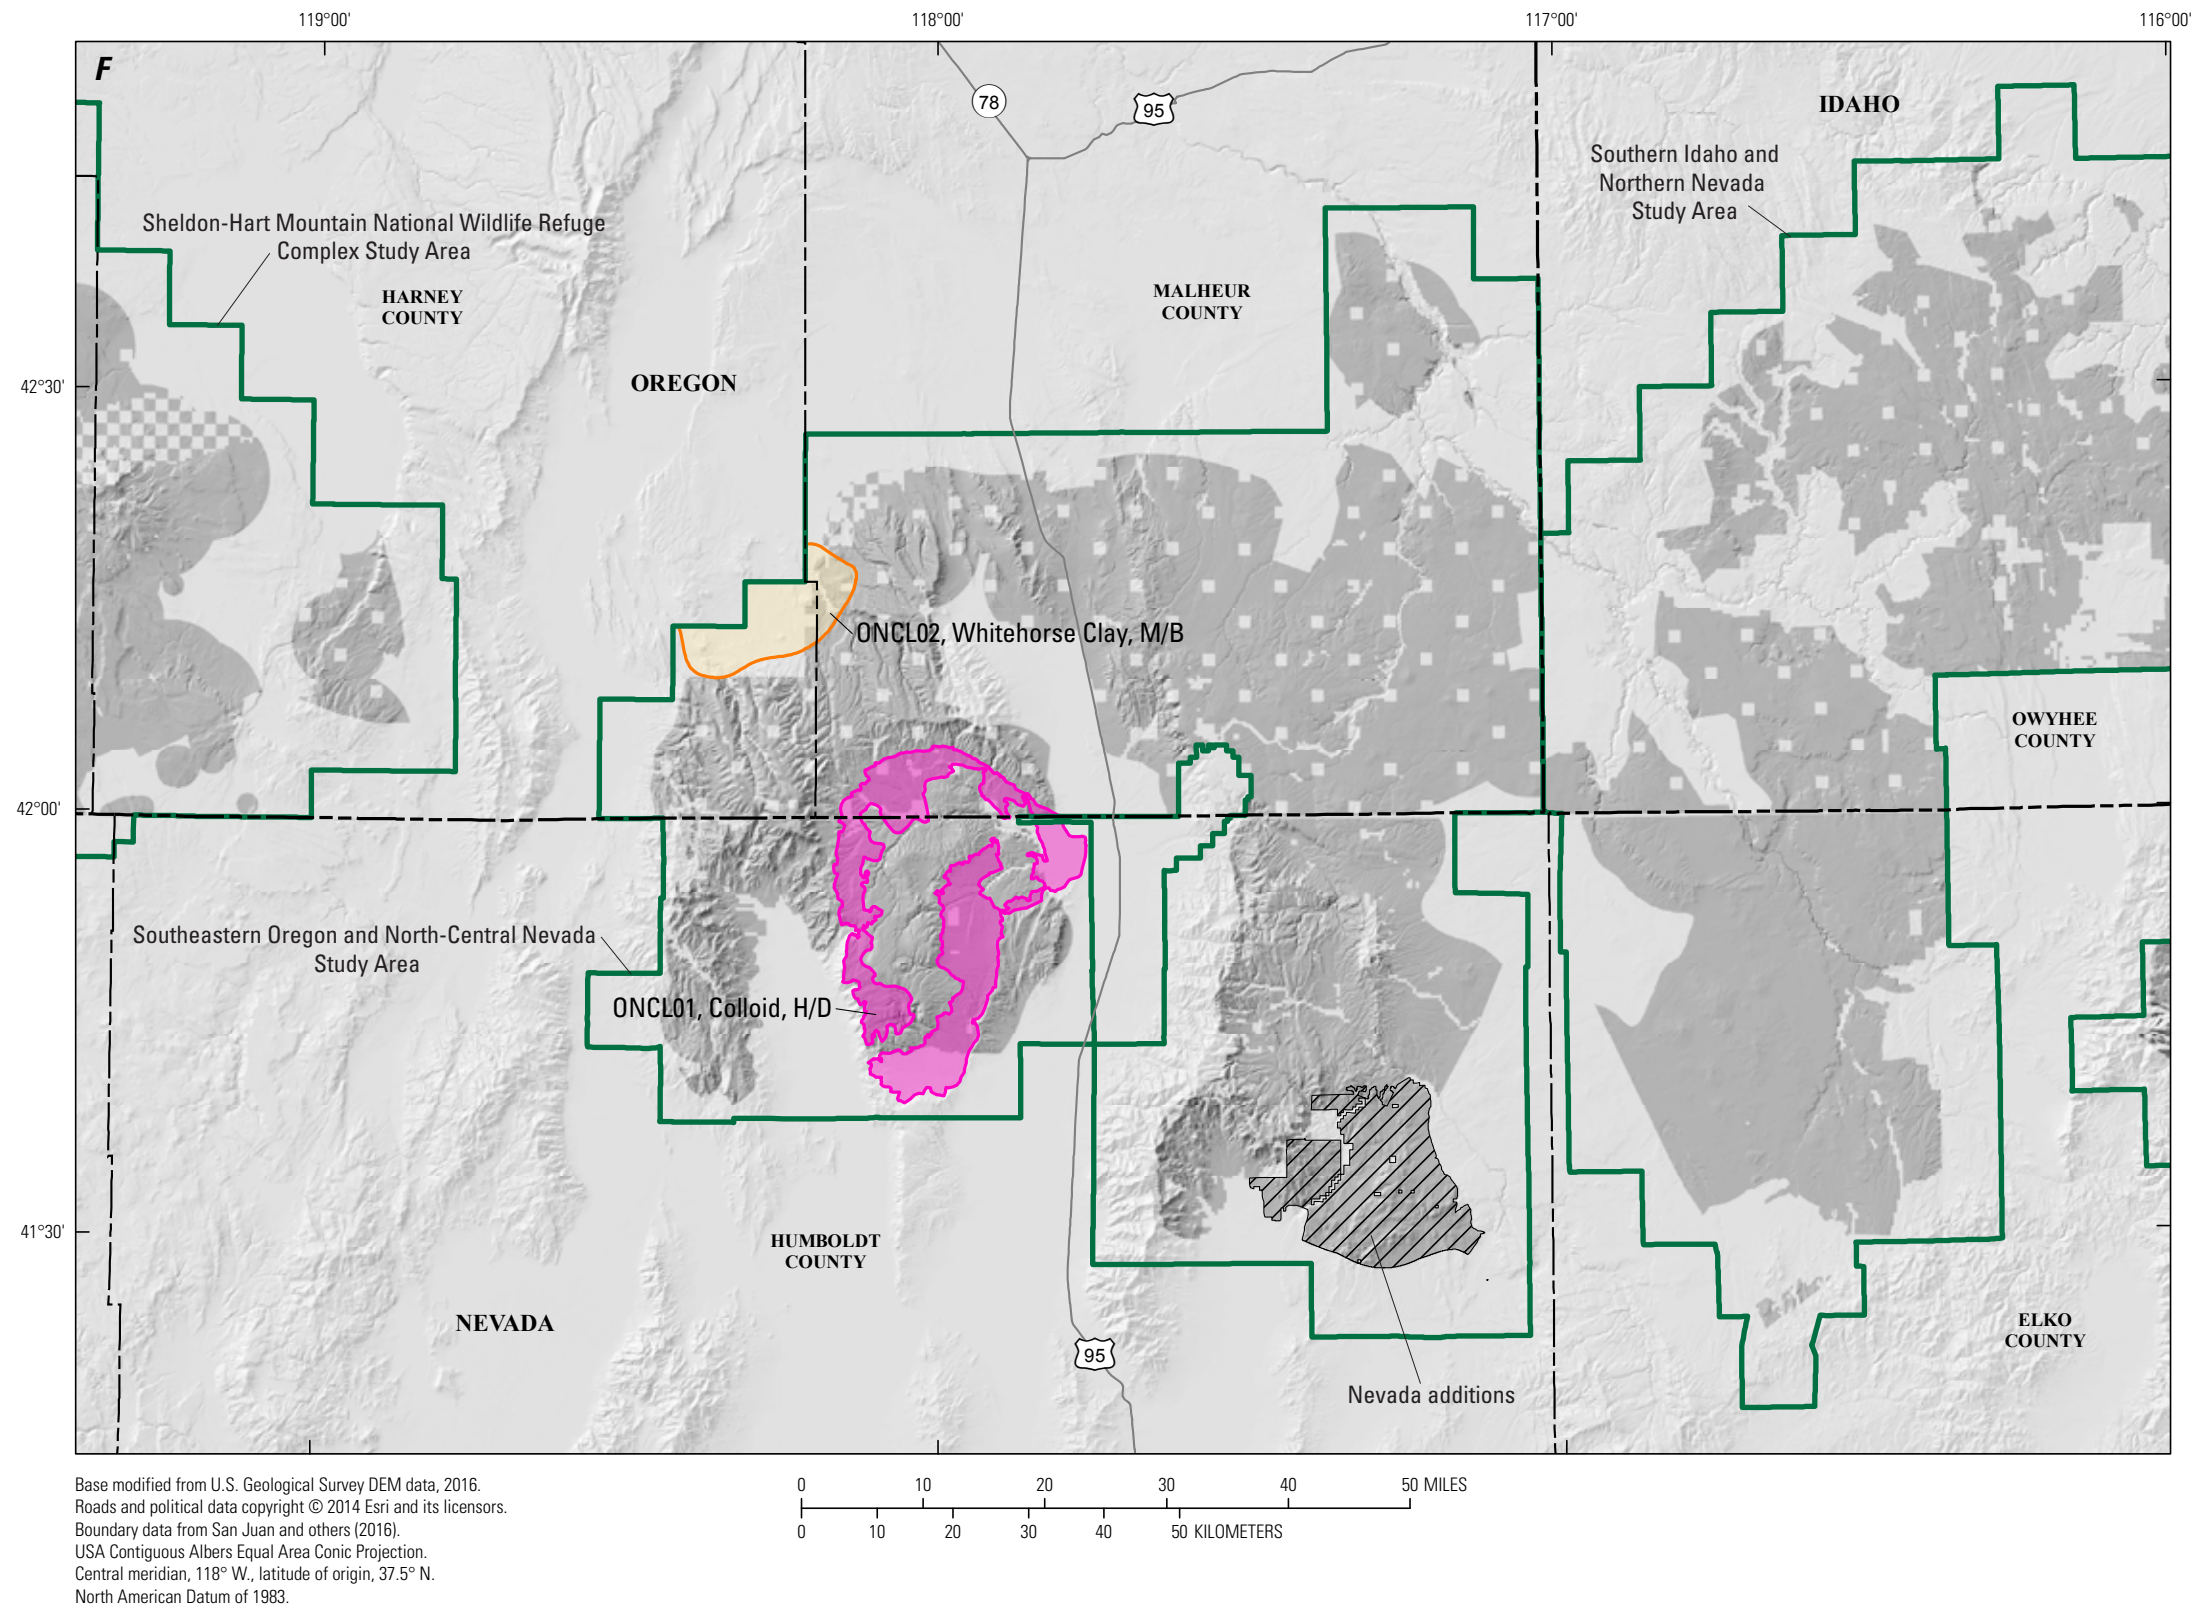 119°00'
118°00'
117°00'
116°00'
F
78
95
IDAHO
Southern Idaho and
Northern Nevada
Study Area
Sheldon-Hart Mountain National Wildlife Refuge
Complex Study Area
HARNEY
COUNTY
MALHEUR
COUNTY
42°30'
OREGON
ONCL02, Whitehorse Clay, M/B
OWYHEE
COUNTY
42°00'
Southeastern Oregon and North-Central Nevada
Study Area
ONCL01, Colloid, H/D
41°30'
HUMBOLDT
COUNTY
NEVADA
ELKO
COUNTY
95
Nevada additions
Base modified from U.S. Geological Survey DEM data, 2016.
Roads and political data copyright © 2014 Esri and its licensors.
Boundary data from San Juan and others (2016).
USA Contiguous Albers Equal Area Conic Projection.
Central meridian, 118° W., latitude of origin, 37.5° N.
North American Datum of 1983.
0 10 20 30 40 50 MILES
0 10 20 30 40 50 KILOMETERS